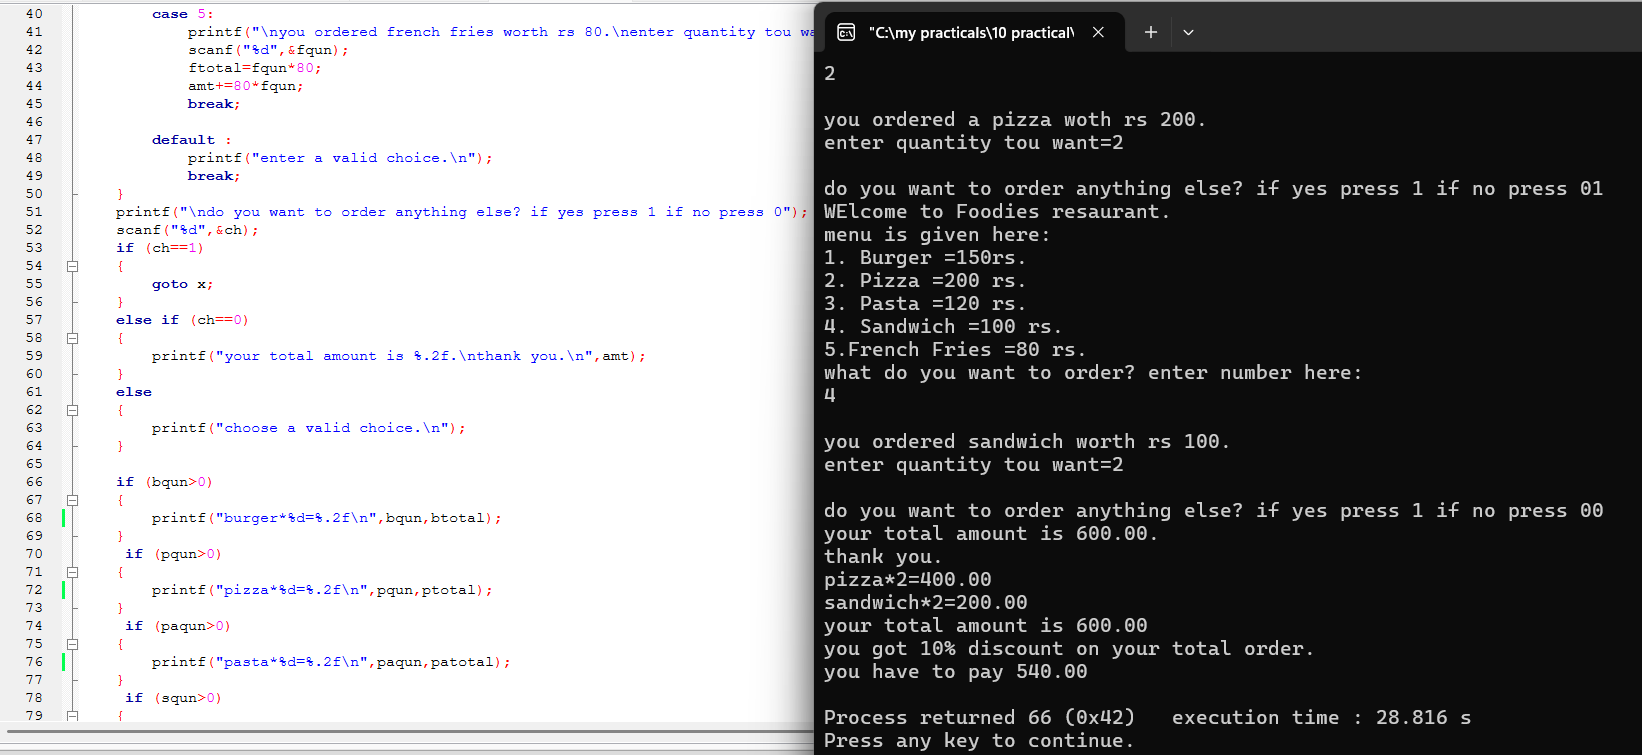 40 case 5:
41 printf("\nyou ordered french fries worth rs 80.\nenter quantity tou
42 scanf("%d",&fqun);
43 ftotal=fqun*80;
44 amt+=80*fqun;
45 break;
46
47 default :
48 printf("enter a valid choice.\n");
49 break;
50 }
51 printf("\ndo you want to order anything else? if yes press 1 if no press 0");
52 scanf("%d",&ch);
53 if (ch==1)
54 {
55 goto x;
56 }
57 else if (ch==0)
58 {
59 printf("your total amount is %.2f.\nthank you.\n",amt);
60 }
61 else
62 {
63 printf("choose a valid choice.\n");
64 }
65
66 if (bqun>0)
67 {
68 printf("burger*%d=%.2f\n",bqun,btotal);
69 }
70 if (pqun>0)
71 {
72 printf("pizza*%d=%.2f\n",pqun,ptotal);
73 }
74 if (paqun>0)
75 {
76 printf("pasta*%d=%.2f\n",paqun,patotal);
77 }
78 if (squn>0)
79 {
"C:\my practicals\10 practical\
2
you ordered a pizza woth rs 200.
enter quantity tou want=2
do you want to order anything else? if yes press 1 if no press 01
WElcome to Foodies resaurant.
menu is given here:
1. Burger =150rs.
2. Pizza =200 rs.
3. Pasta =120 rs.
4. Sandwich =100 rs.
5.French Fries =80 rs.
what do you want to order? enter number here:
4
you ordered sandwich worth rs 100.
enter quantity tou want=2
do you want to order anything else? if yes press 1 if no press 00
your total amount is 600.00.
thank you.
pizza*2=400.00
sandwich*2=200.00
your total amount is 600.00
you got 10% discount on your total order.
you have to pay 540.00
Process returned 66 (0x42) execution time : 28.816 s
Press any key to continue.